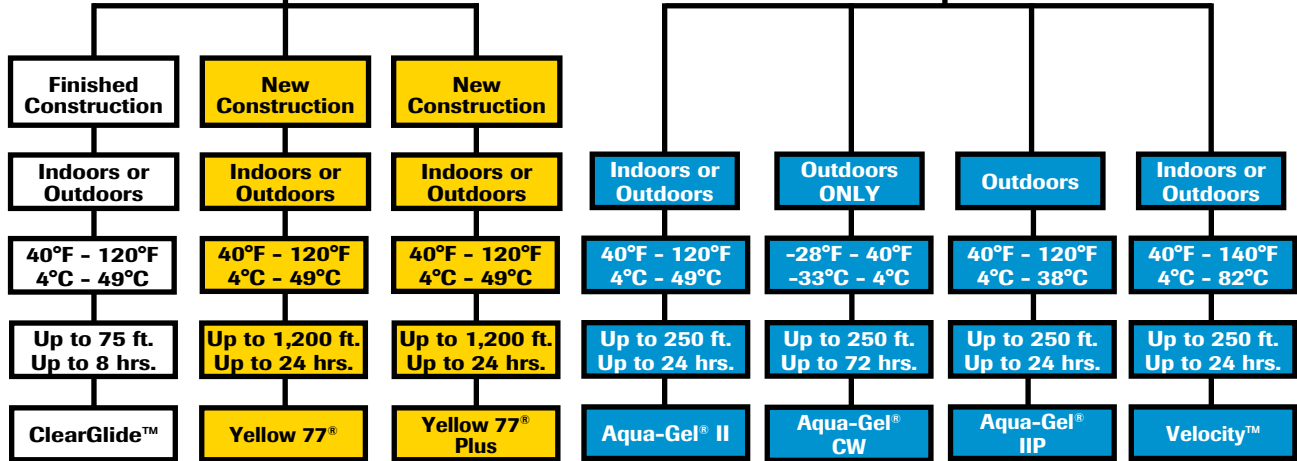 Finished
Construction
New
Construction
New
Construction
Indoors or
Outdoors
Indoors or
Outdoors
Indoors or
Outdoors
Indoors or
Outdoors
Outdoors
ONLY
Outdoors
Indoors or
Outdoors
40°F - 120°F
4°C - 49°C
40°F - 120°F
4°C - 49°C
40°F - 120°F
4°C - 49°C
40°F - 120°F
4°C - 49°C
-28°F - 40°F
-33°C - 4°C
40°F - 120°F
4°C - 38°C
40°F - 140°F
4°C - 82°C
Up to 75 ft.
Up to 8 hrs.
Up to 1,200 ft.
Up to 24 hrs.
Up to 1,200 ft.
Up to 24 hrs.
Up to 250 ft.
Up to 24 hrs.
Up to 250 ft.
Up to 72 hrs.
Up to 250 ft.
Up to 24 hrs.
Up to 250 ft.
Up to 24 hrs.
ClearGlide™
Yellow 77®
Yellow 77®
Plus
Aqua-Gel® II
Aqua-Gel®
CW
Aqua-Gel®
IIP
Velocity™